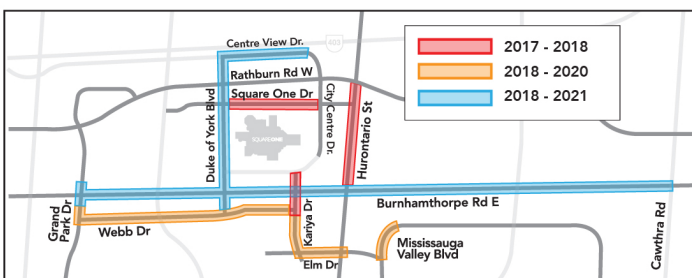 Centre View Dr.
403
2017 - 2018
2018 - 2020
2018 - 2021
Rathburn Rd W
Square One Dr
City Centre Dr.
Duke of York Blvd
SQUARE ONE
Hurontario St
Burnhamthorpe Rd E
Grand
Park Dr
Webb Dr
Kariya Dr
Elm Dr
Mississauga
Valley Blvd
Cawthra Rd